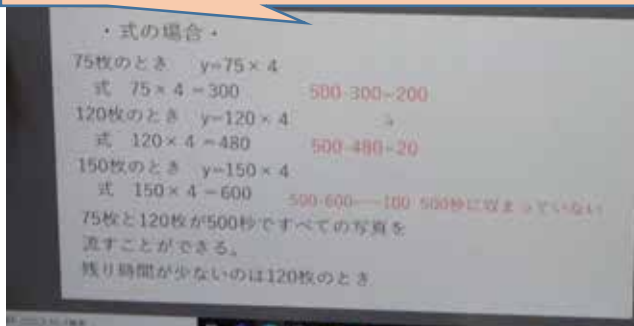 ・式の場合・
75枚のとき y=75×4
式 75×4=300 500-300=200
120枚のとき y=120×4
式 120×4=480 500-480=20
150枚のとき y=150×4
式 150×4=600 500-600=-100 500秒に収まっていない
75枚と120枚が500秒ですべての写真を
流すことができる。
残り時間が少ないのは120枚のとき